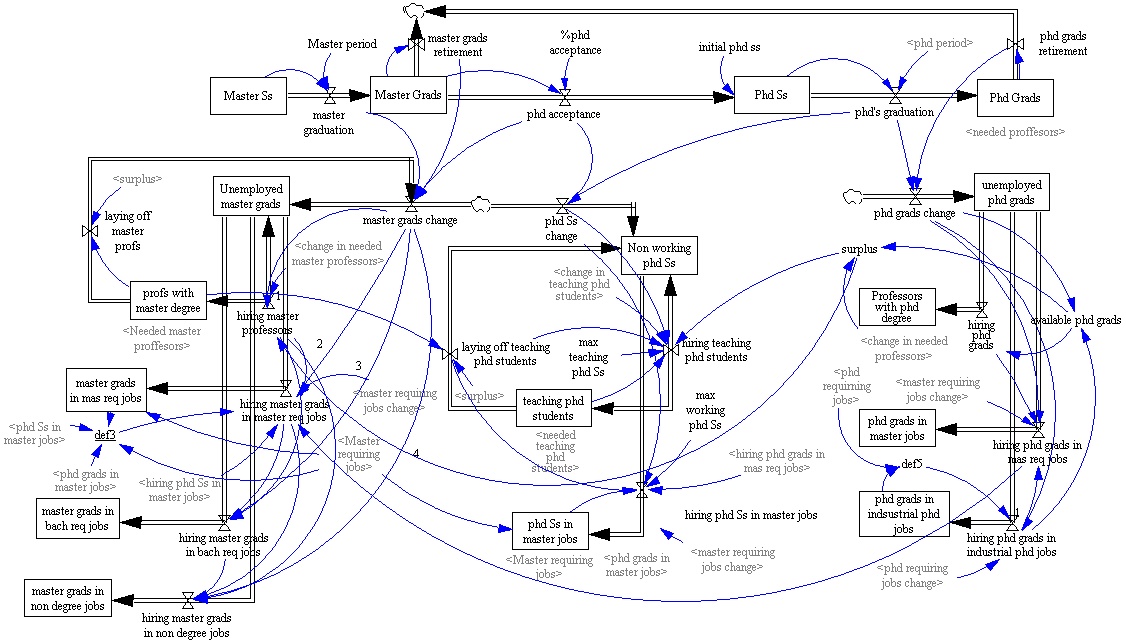 Master period
master grads
retirement
%phd
acceptance
initial phd ss
<phd period>
phd grads
retirement
Master Ss
Master Grads
Phd Ss
Phd Grads
master
graduation
phd acceptance
phd's graduation
<needed proffesors>
<surplus>
Unemployed
master grads
unemployed
phd grads
laying off
master
profs
master grads change
phd Ss
change
phd grads change
<change in needed
master professors>
Non working
phd Ss
surplus
profs with
master degree
<change in
teaching phd
students>
Professors
with phd
degree
hiring master
professors
hiring
phd
grads
available phd grads
<Needed master
proffesors>
2
laying off teaching
phd students
max
teaching
phd Ss
hiring teaching
phd students
<change in needed
professors>
3
master grads
in mas req jobs
<master requiring
jobs change>
<surplus>
teaching phd
students
max
working
phd Ss
<phd
requirning
jobs>
<master requiring
jobs change>
hiring master grads
in master req jobs
<phd Ss in
master jobs>
def3
<Master
requiring
jobs>
4
<needed
teaching
phd
students>
phd grads in
master jobs
hiring phd grads in
mas req jobs
<phd grads in
master jobs>
<hiring phd Ss in
master jobs>
<hiring phd grads in
mas req jobs>
def5
master grads in
bach req jobs
hiring master grads
in bach req jobs
phd Ss in
master jobs
hiring phd Ss in master jobs
phd grads in
indsustrial phd
jobs
1
hiring phd grads in
industrial phd jobs
<Master requiring
jobs>
<phd grads in
master jobs>
<master requiring
jobs change>
<phd requiring
jobs change>
master grads in
non degree jobs
hiring master grads
in non degree jobs